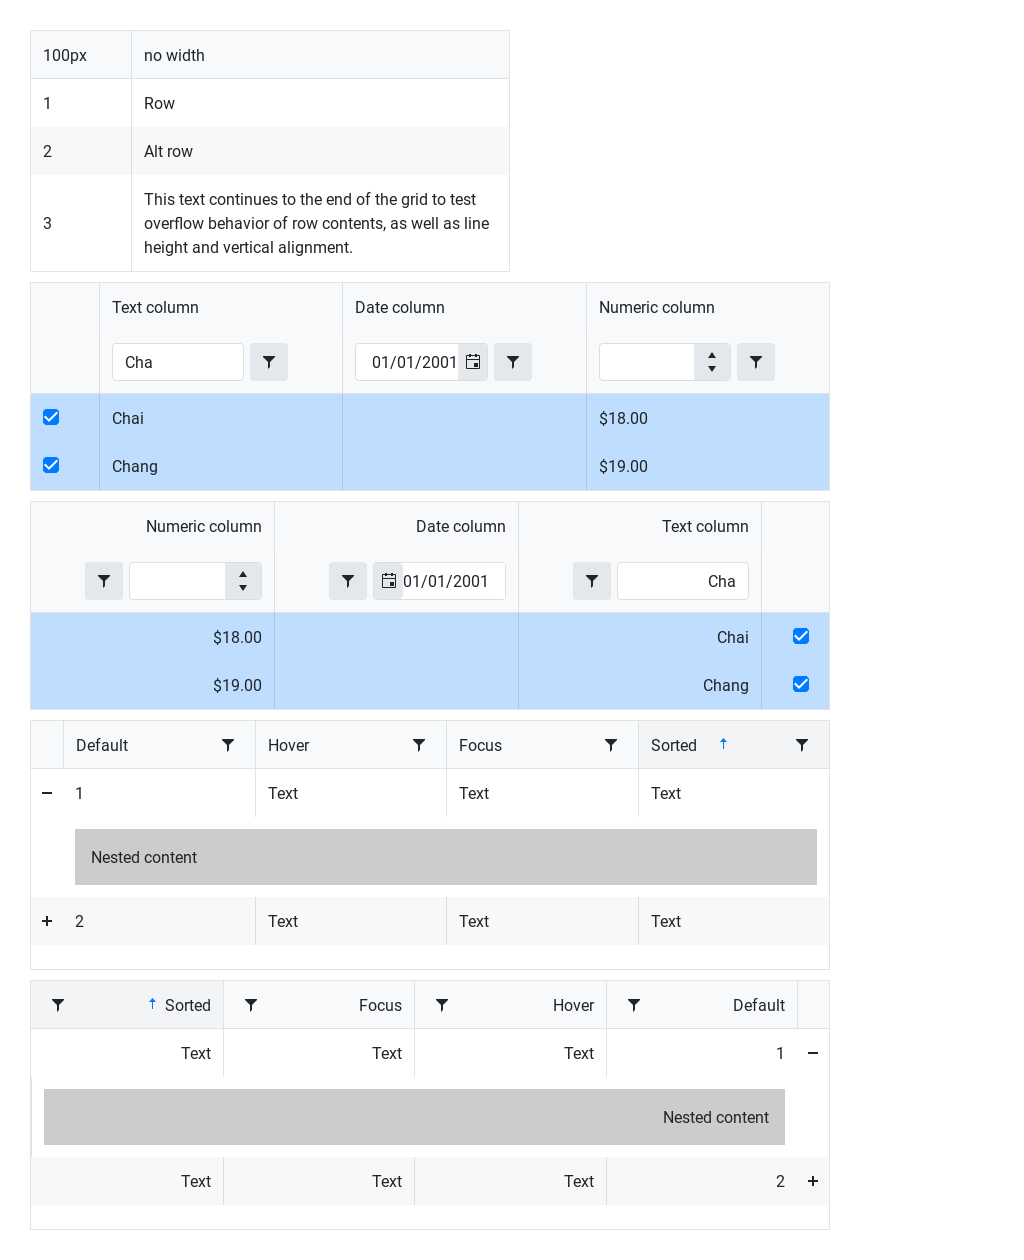 100px no width
1 Row
2 Alt row
3 This text continues to the end of the grid to test
overflow behavior of row contents, as well as line
height and vertical alignment.
Text column Date column Numeric column
Cha 01/01/2001
Chai $18.00
Chang $19.00
Numeric column Date column Text column
01/01/2001 Cha
$18.00 Chai
$19.00 Chang
Default Hover Focus Sorted
1 Text Text Text
Nested content
2 Text Text Text
Sorted Focus Hover Default
Text Text Text 1
Nested content
Text Text Text 2